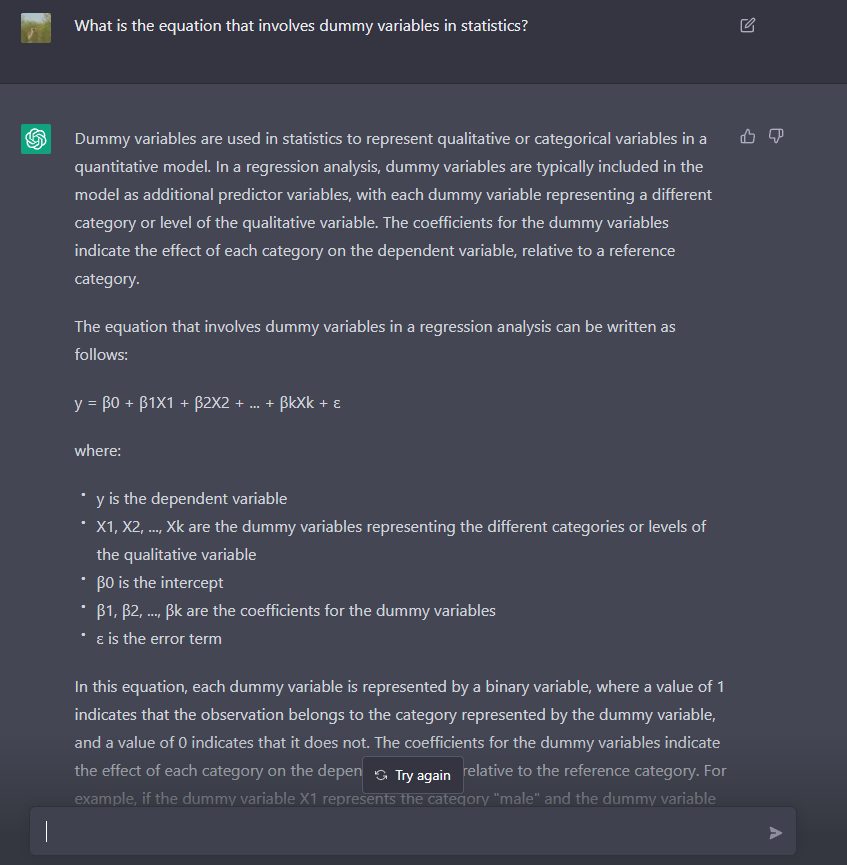 What is the equation that involves dummy variables in statistics?
Dummy variables are used in statistics to represent qualitative or categorical variables in a
quantitative model. In a regression analysis, dummy variables are typically included in the
model as additional predictor variables, with each dummy variable representing a different
category or level of the qualitative variable. The coefficients for the dummy variables
indicate the effect of each category on the dependent variable, relative to a reference
category.
The equation that involves dummy variables in a regression analysis can be written as
follows:
y = β0 + β1X1 + β2X2 + ... + βkXk + ε
where:
• y is the dependent variable
• X1, X2, ..., Xk are the dummy variables representing the different categories or levels of
the qualitative variable
• β0 is the intercept
• β1, β2, ..., βk are the coefficients for the dummy variables
• ε is the error term
In this equation, each dummy variable is represented by a binary variable, where a value of 1
indicates that the observation belongs to the category represented by the dummy variable,
and a value of 0 indicates that it does not. The coefficients for the dummy variables indicate
the effect of each category on the depen relative to the reference category. For
Try again
example, if the dummy variable X1 represents the category "male" and the dummy variable